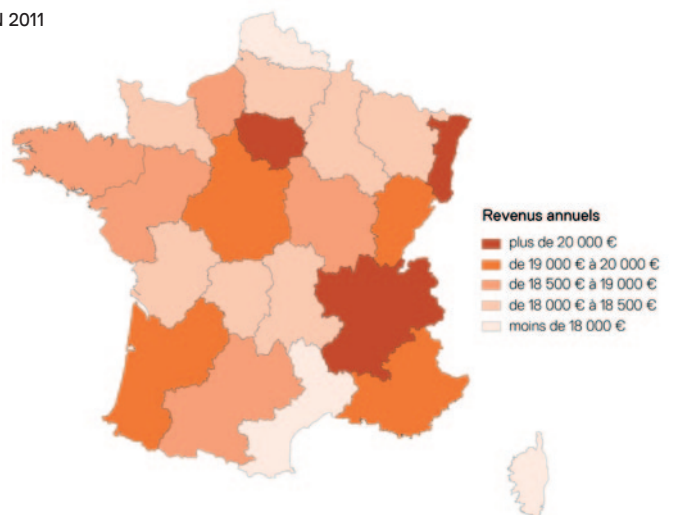 N 2011
Revenus annuels
plus de 20 000 €
de 19 000 € à 20 000 €
de 18 500 € à 19 000 €
de 18 000 € à 18 500 €
moins de 18 000 €